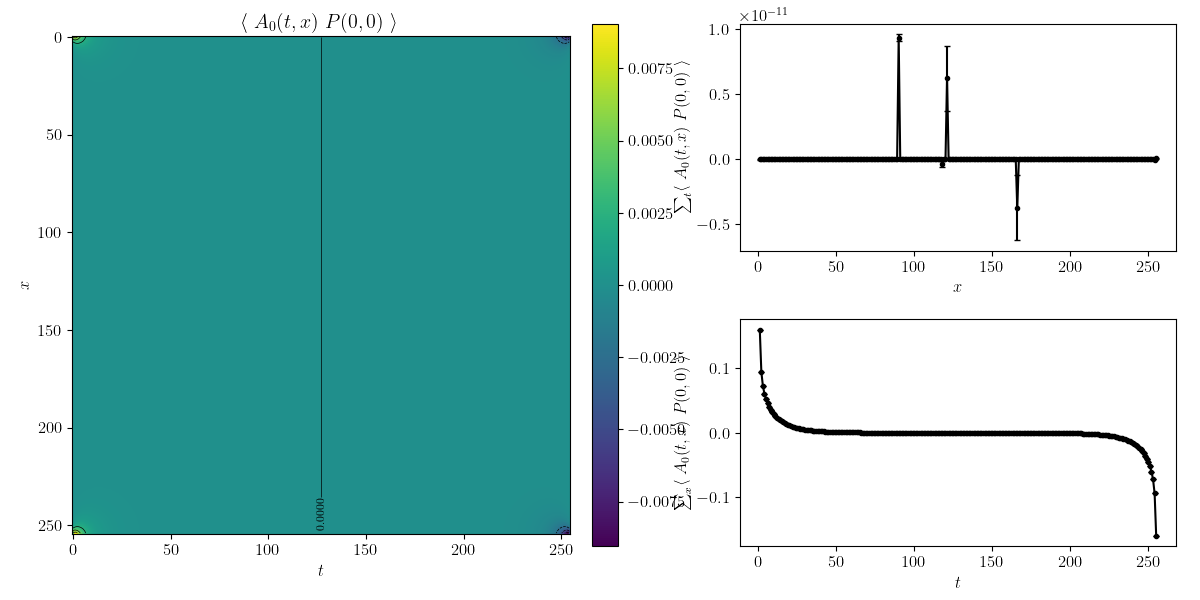 ⟨ A₀(t, x) P(0, 0) ⟩
0
50
100
150
200
250
x
0.0000
0 50 100 150 200 250
t
0.0075
0.0050
0.0025
0.0000
−0.0025
−0.0050
−0.0075
×10⁻¹¹
1.0
0.5
0.0
−0.5
∑ₜ⟨ A₀(t, x) P(0, 0) ⟩
0 50 100 150 200 250
x
0.1
0.0
−0.1
∑ₓ⟨ A₀(t, x) P(0, 0) ⟩
0 50 100 150 200 250
t